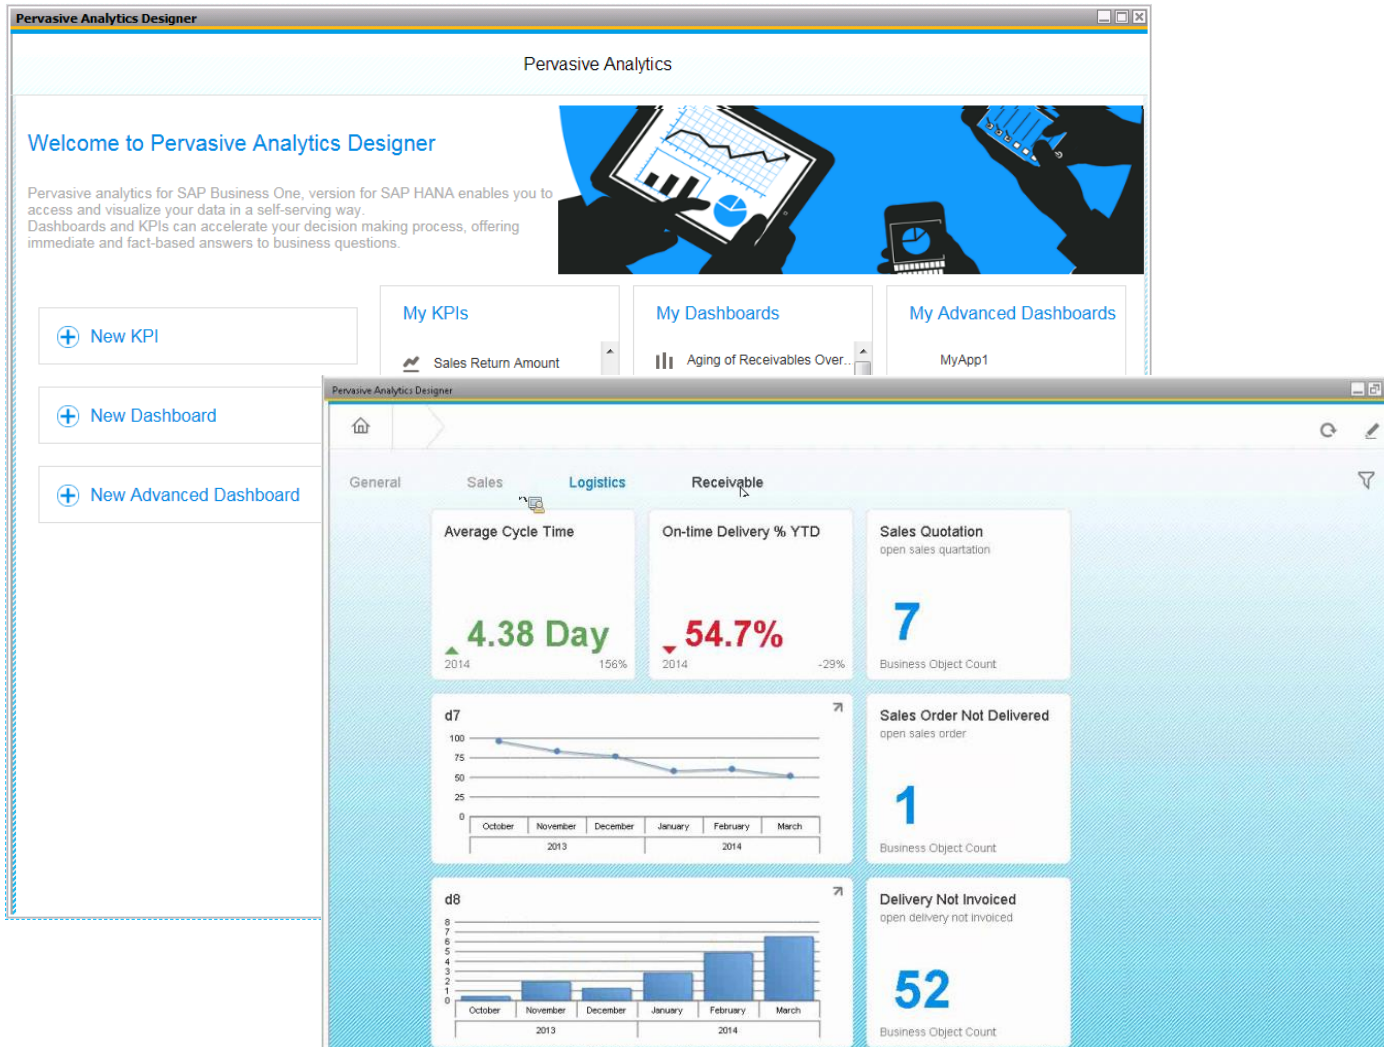 Pervasive Analytics Designer
Pervasive Analytics
Welcome to Pervasive Analytics Designer
Pervasive analytics for SAP Business One, version for SAP HANA enables you to
access and visualize your data in a self-serving way.
Dashboards and KPIs can accelerate your decision making process, offering
immediate and fact-based answers to business questions.
New KPI
New Dashboard
New Advanced Dashboard
My KPIs
Sales Return Amount
My Dashboards
Aging of Receivables Over..
My Advanced Dashboards
MyApp1
Pervasive Analytics Designer
General Sales Logistics Receivable
Average Cycle Time
4.38 Day
2014 156%
On-time Delivery % YTD
54.7%
2014 -29%
Sales Quotation
open sales quartation
7
Business Object Count
d7
100
75
50
25
0
October November December January February March
2013 2014
Sales Order Not Delivered
open sales order
1
Business Object Count
d8
8
7
6
5
4
3
2
1
0
October November December January February March
2013 2014
Delivery Not Invoiced
open delivery not invoiced
52
Business Object Count